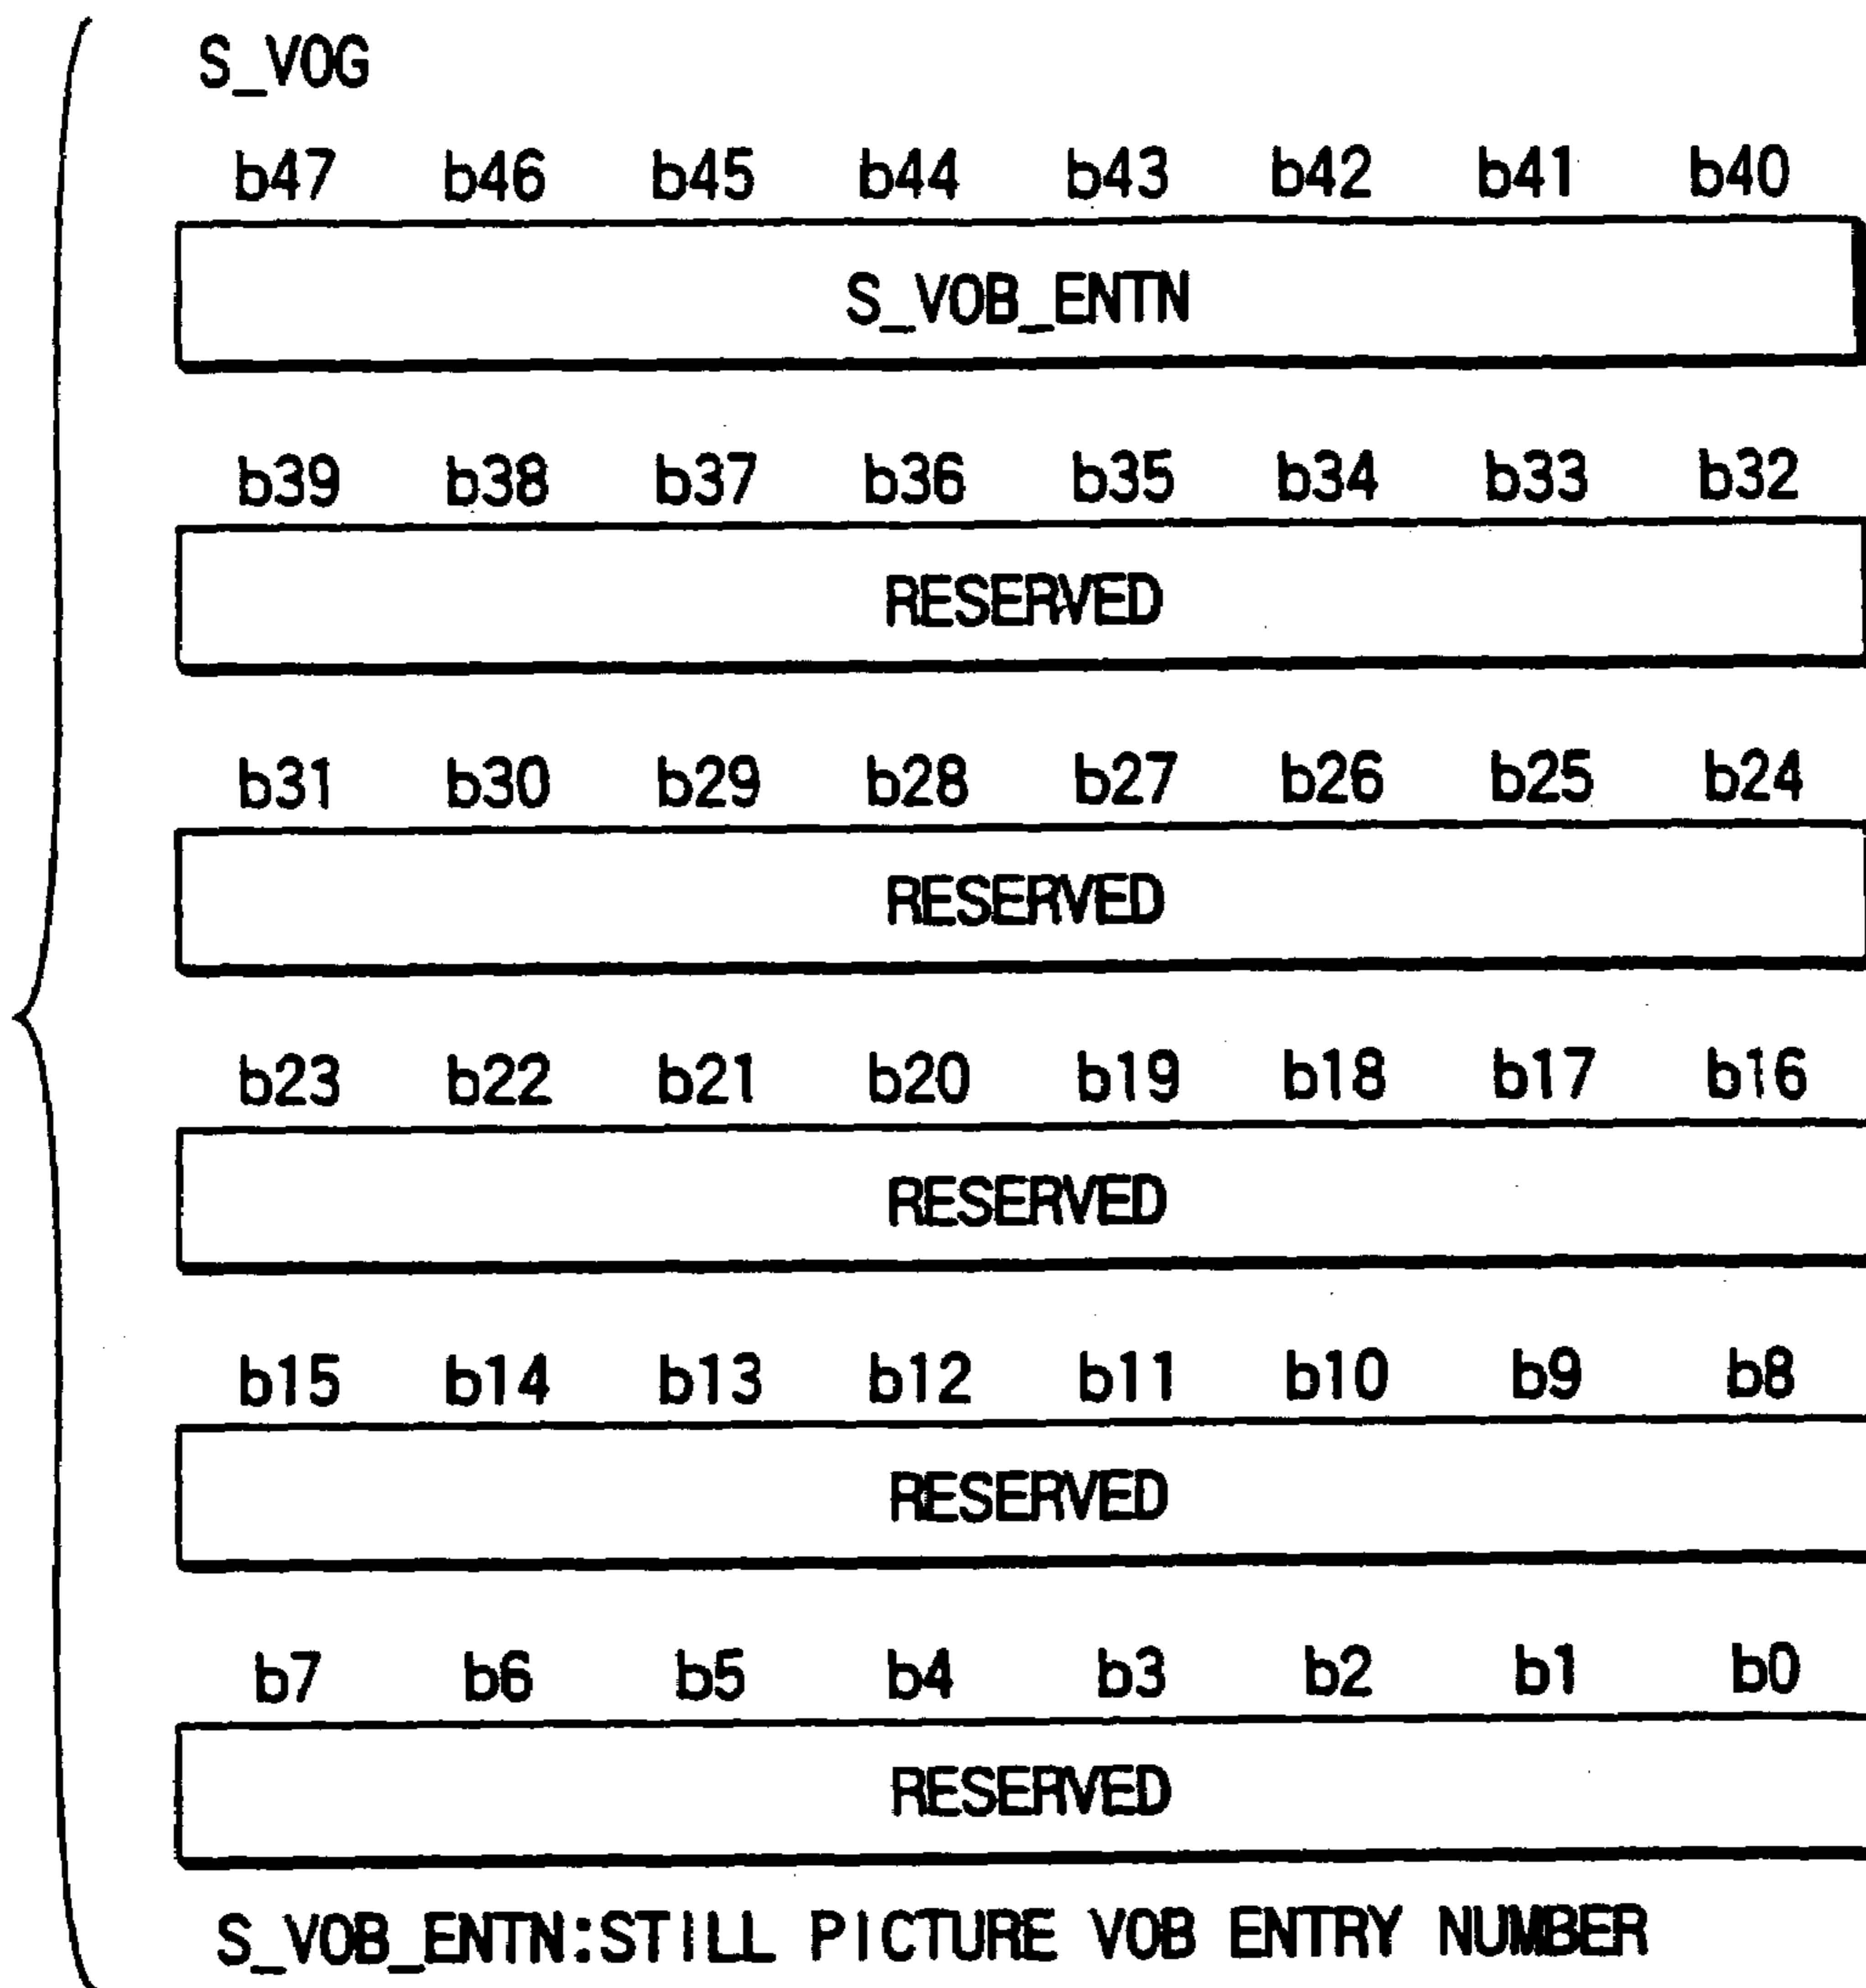 S_VOG
b47 b46 b45 b44 b43 b42 b41 b40
S_VOB_ENTN
b39 b38 b37 b36 b35 b34 b33 b32
RESERVED
b31 b30 b29 b28 b27 b26 b25 b24
RESERVED
b23 b22 b21 b20 b19 b18 b17 b16
RESERVED
b15 b14 b13 b12 b11 b10 b9 b8
RESERVED
b7 b6 b5 b4 b3 b2 b1 b0
RESERVED
S_VOB_ENTN:STILL PICTURE VOB ENTRY NUMBER